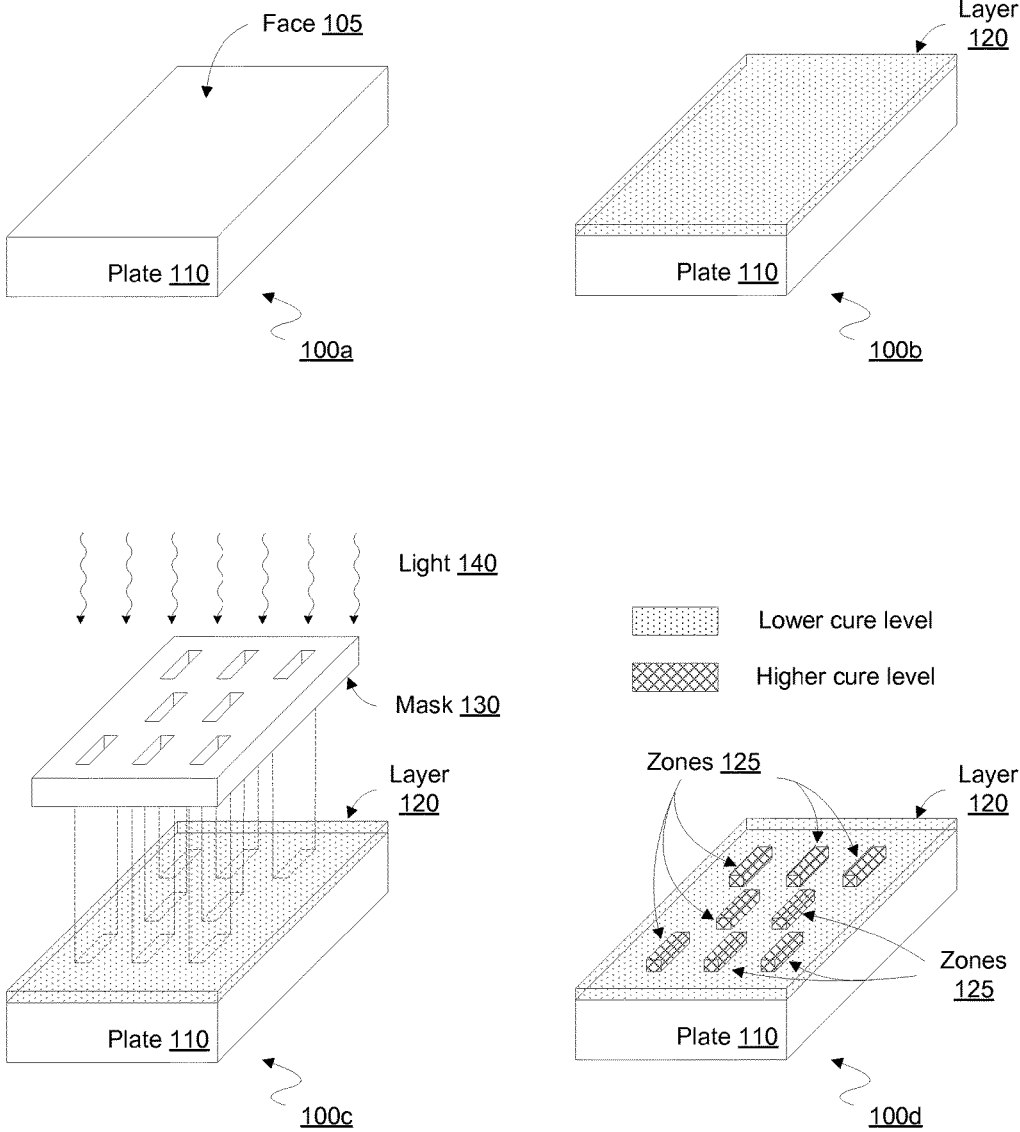 Face 105
Plate 110
100a
Layer
120
Plate 110
100b
Light 140
Mask 130
Layer
120
Plate 110
100c
Lower cure level
Higher cure level
Zones 125
Layer
120
Zones
125
Plate 110
100d